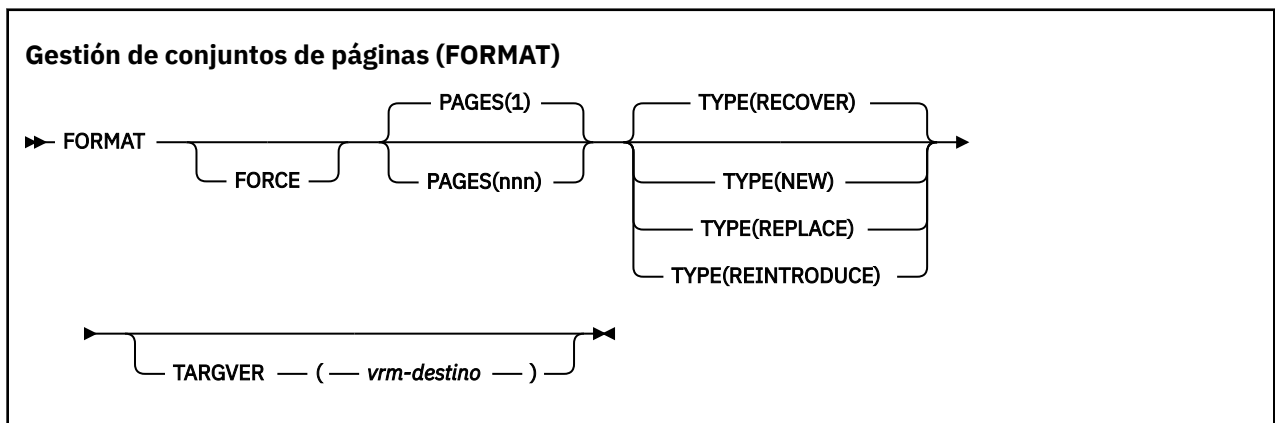 Gestión de conjuntos de páginas (FORMAT)
PAGES(1)
TYPE(RECOVER)
FORMAT
FORCE
PAGES(nnn)
TYPE(NEW)
TYPE(REPLACE)
TYPE(REINTRODUCE)
TARGVER ( vrm-destino )